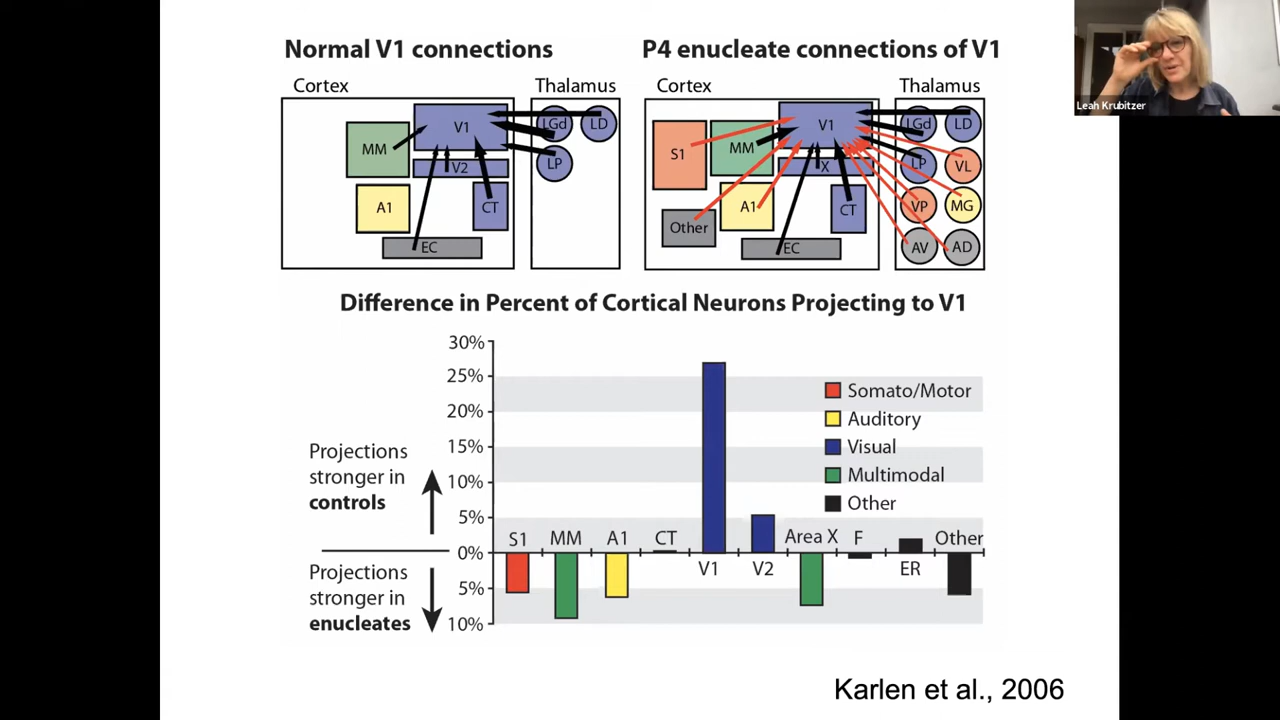 Normal V1 connections
P4 enucleate connections of V1
Cortex
Thalamus
Cortex
Thalamus
MM
V1
V2
A1
CT
EC
LGd
LD
LP
S1
MM
V1
X
A1
CT
Other
EC
LGd
LD
LP
VL
VP
MG
AV
AD
Leah Krubitzer
Difference in Percent of Cortical Neurons Projecting to V1
30%
25%
20%
15%
10%
5%
0%
5%
10%
Projections
stronger in
controls
Projections
stronger in
enucleates
Somato/Motor
Auditory
Visual
Multimodal
Other
S1
MM
A1
CT
V1
V2
Area X
F
ER
Other
Karlen et al., 2006